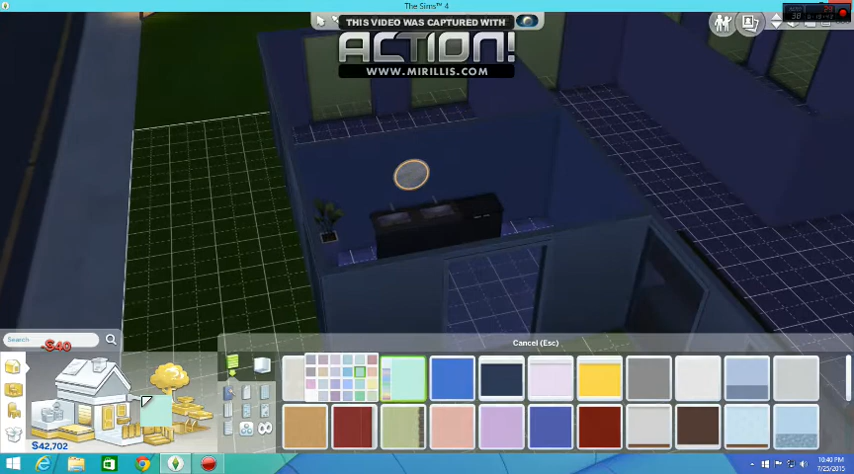 The Sims™ 4
THIS VIDEO WAS CAPTURED WITH
ACTION!
WWW.MIRILLIS.COM
Search
-§40
Cancel (Esc)
§42,702
10:40 PM
7/25/2015